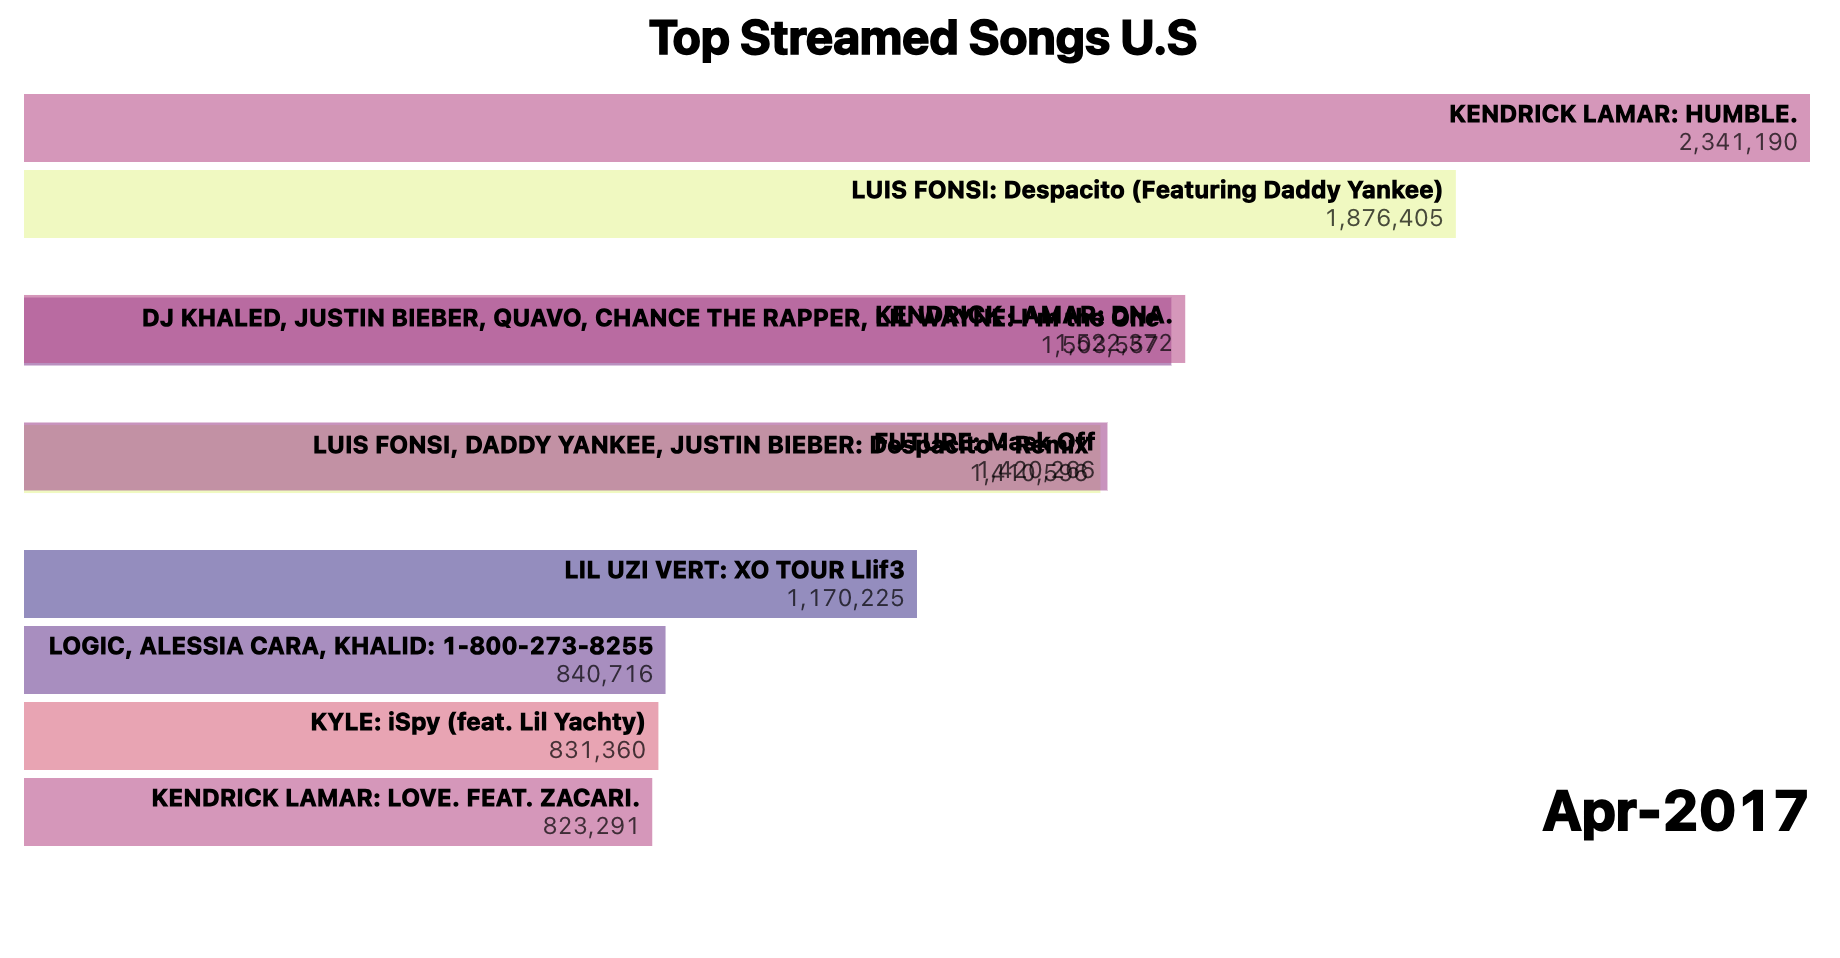 Top Streamed Songs U.S
KENDRICK LAMAR: HUMBLE.
2,341,190
LUIS FONSI: Despacito (Featuring Daddy Yankee)
1,876,405
DJ KHALED, JUSTIN BIEBER, QUAVO, CHANCE THE RAPPER, LIL WAYNE: I'm the One
KENDRICK LAMAR: DNA.
LUIS FONSI, DADDY YANKEE, JUSTIN BIEBER: Despacito - Remix
FUTURE: Mask Off
LIL UZI VERT: XO TOUR Llif3
1,170,225
LOGIC, ALESSIA CARA, KHALID: 1-800-273-8255
840,716
KYLE: iSpy (feat. Lil Yachty)
831,360
KENDRICK LAMAR: LOVE. FEAT. ZACARI.
823,291
Apr-2017